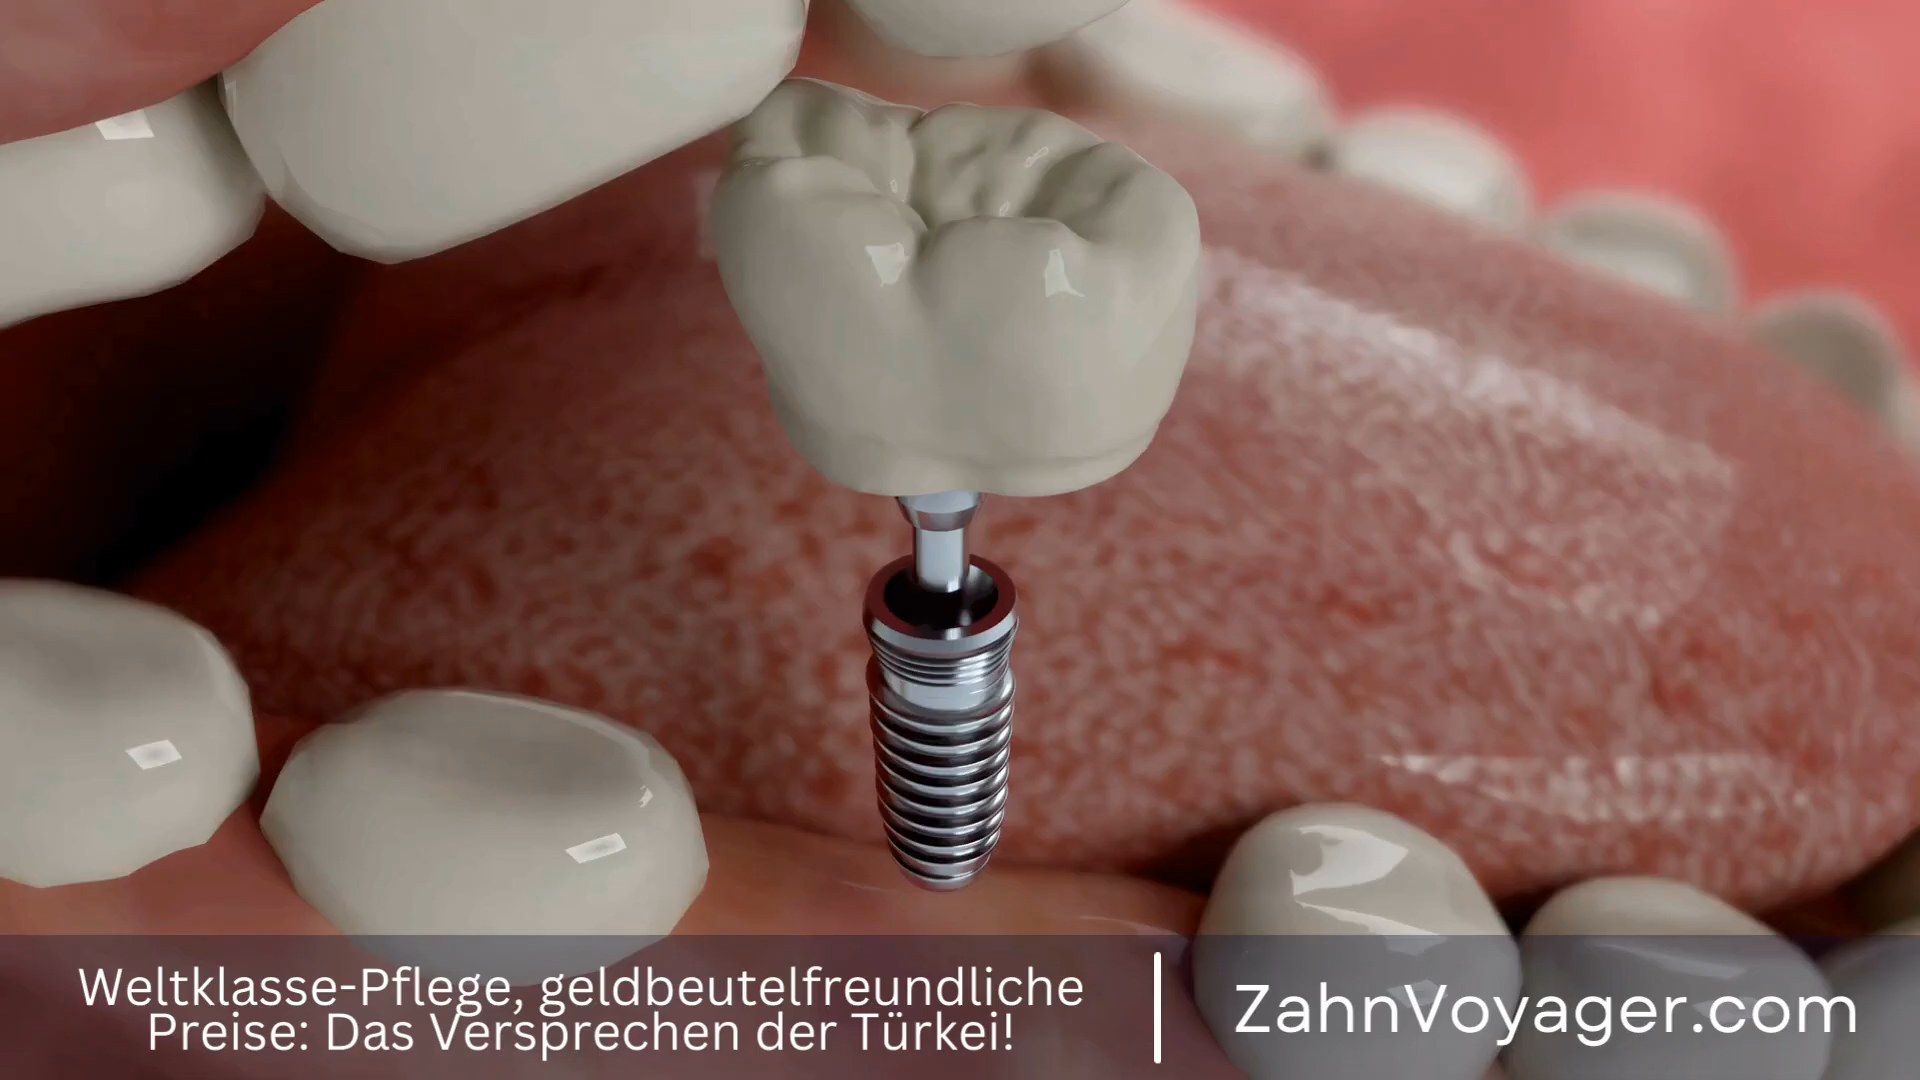 Weltklasse-Pflege, geldbeutelfreundliche
Preise: Das Versprechen der Türkei!
ZahnVoyager.com